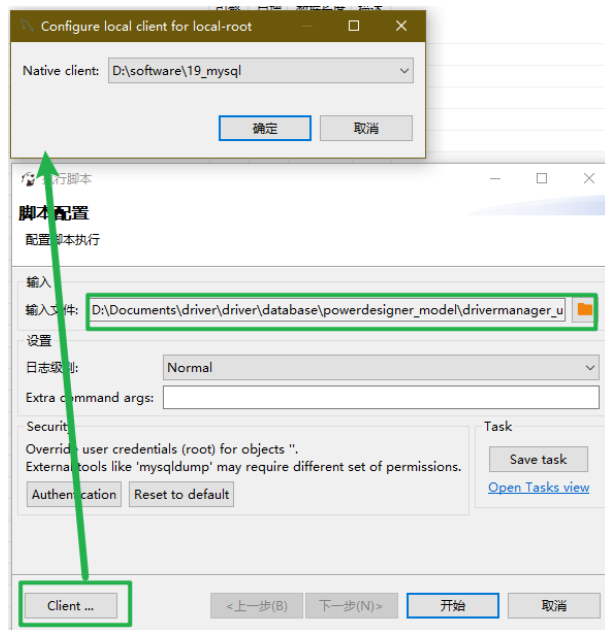 Configure local client for local-root
Native client: D:\software\19_mysql
确定 取消
脚本
脚本配置
配置脚本执行
输入
输入文件: D:\Documents\driver\driver\database\powerdesigner_model\drivermanager_u
设置
日志级别: Normal
Extra command args:
Security
Override user credentials (root) for objects ''.
External tools like 'mysqldump' may require different set of permissions.
Authentication Reset to default
Task
Save task
Open Tasks view
Client ... <上一步(B) 下一步(N)> 开始 取消